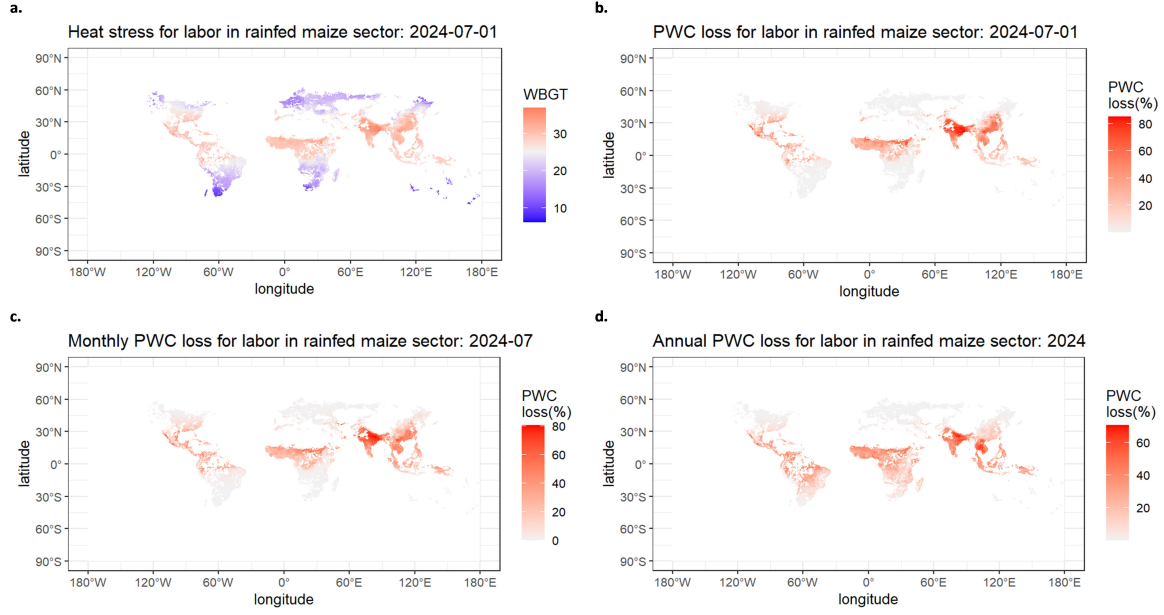 a.
Heat stress for labor in rainfed maize sector: 2024-07-01
90°N
60°N
30°N
0°
30°S
60°S
90°S
latitude
180°W
120°W
60°W
0°
60°E
120°E
180°E
longitude
WBGT
30
20
10
b.
PWC loss for labor in rainfed maize sector: 2024-07-01
90°N
60°N
30°N
0°
30°S
60°S
90°S
latitude
180°W
120°W
60°W
0°
60°E
120°E
180°E
longitude
PWC
loss(%)
80
60
40
20
c.
Monthly PWC loss for labor in rainfed maize sector: 2024-07
90°N
60°N
30°N
0°
30°S
60°S
90°S
latitude
180°W
120°W
60°W
0°
60°E
120°E
180°E
longitude
PWC
loss(%)
80
60
40
20
0
d.
Annual PWC loss for labor in rainfed maize sector: 2024
90°N
60°N
30°N
0°
30°S
60°S
90°S
latitude
180°W
120°W
60°W
0°
60°E
120°E
180°E
longitude
PWC
loss(%)
60
40
20